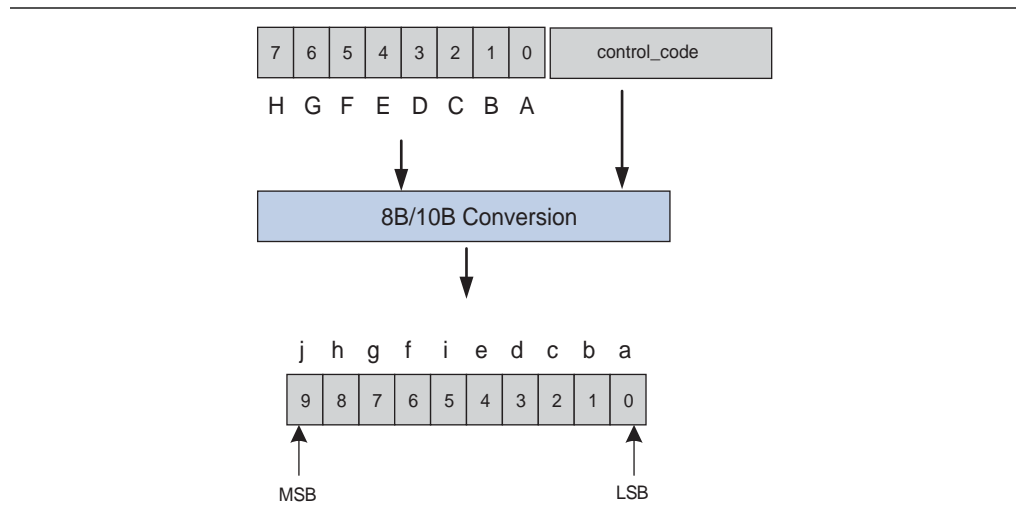 7 6 5 4 3 2 1 0 control_code
H G F E D C B A
8B/10B Conversion
j h g f i e d c b a
9 8 7 6 5 4 3 2 1 0
MSB LSB